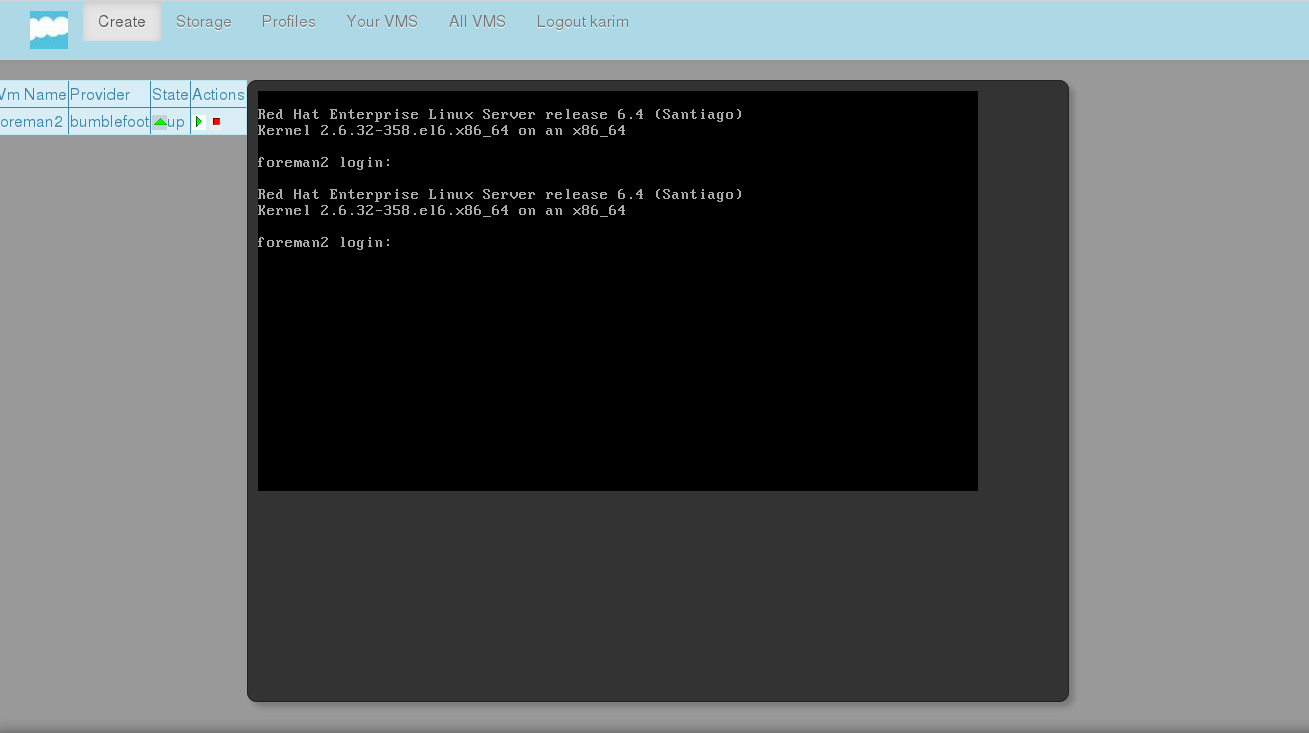 Create Storage Profiles Your VMS All VMS Logout karim
Vm Name Provider State Actions
oreman2 bumblefoot up
Red Hat Enterprise Linux Server release 6.4 (Santiago)
Kernel 2.6.32-358.el6.x86_64 on an x86_64
foreman2 login:
Red Hat Enterprise Linux Server release 6.4 (Santiago)
Kernel 2.6.32-358.el6.x86_64 on an x86_64
foreman2 login: